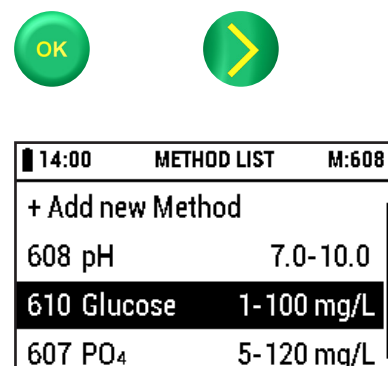 OK
14:00 METHOD LIST M:608
+ Add new Method
608 pH 7.0-10.0
610 Glucose 1-100 mg/L
607 PO₄ 5-120 mg/L